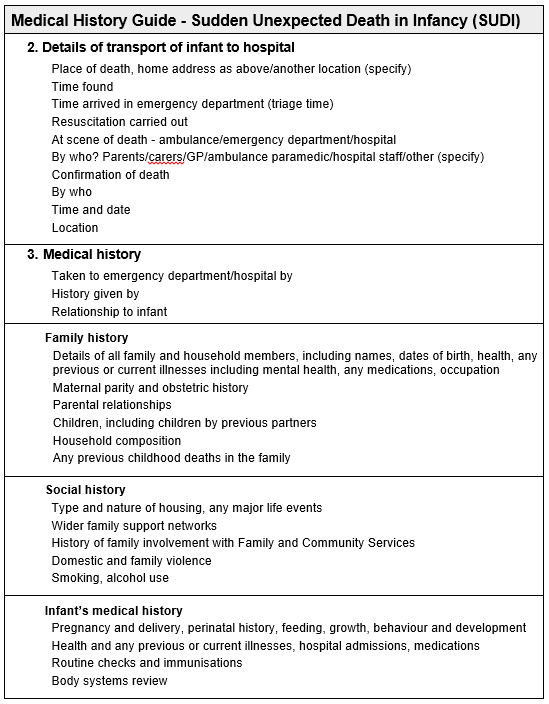 Medical History Guide - Sudden Unexpected Death in Infancy (SUDI)
2. Details of transport of infant to hospital
Place of death, home address as above/another location (specify)
Time found
Time arrived in emergency department (triage time)
Resuscitation carried out
At scene of death - ambulance/emergency department/hospital
By who? Parents/carers/GP/ambulance paramedic/hospital staff/other (specify)
Confirmation of death
By who
Time and date
Location
3. Medical history
Taken to emergency department/hospital by
History given by
Relationship to infant
Family history
Details of all family and household members, including names, dates of birth, health, any
previous or current illnesses including mental health, any medications, occupation
Maternal parity and obstetric history
Parental relationships
Children, including children by previous partners
Household composition
Any previous childhood deaths in the family
Social history
Type and nature of housing, any major life events
Wider family support networks
History of family involvement with Family and Community Services
Domestic and family violence
Smoking, alcohol use
Infant's medical history
Pregnancy and delivery, perinatal history, feeding, growth, behaviour and development
Health and any previous or current illnesses, hospital admissions, medications
Routine checks and immunisations
Body systems review